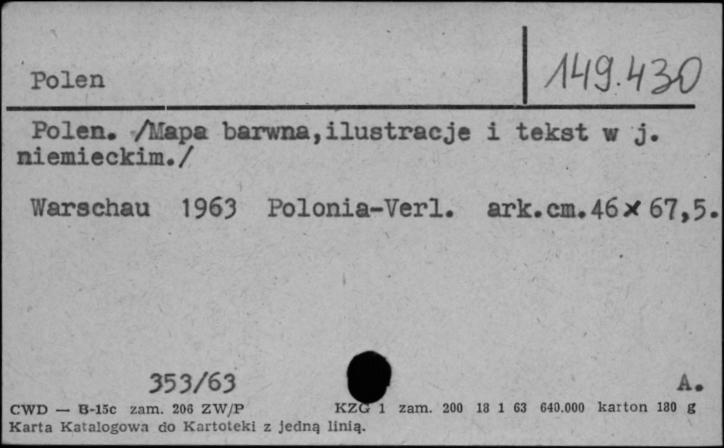 Polen 149.430
Polen. /Mapa barwna,ilustracje i tekst w j.
niemieckim./
Warschau 1963 Polonia-Verl. ark.cm.46x67,5.
353/63 A.
CWD — B-15c zam. 206 ZW/P KZG 1 zam. 200 18 1 63 640.000 karton 180 g
Karta Katalogowa do Kartoteki z jedną linią.